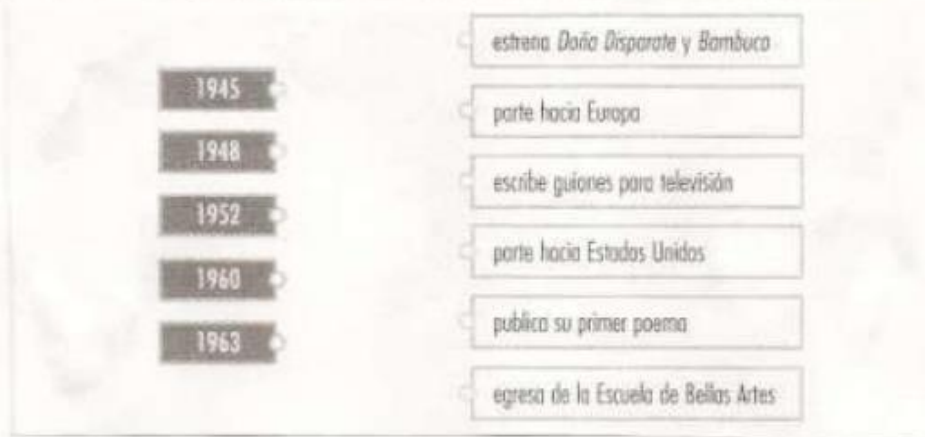 1945
1948
1952
1960
1963
estrena Doña Disparate y Bambuco
parte hacia Europa
escribe guiones para televisión
parte hacia Estados Unidos
publica su primer poema
egresa de la Escuela de Bellas Artes